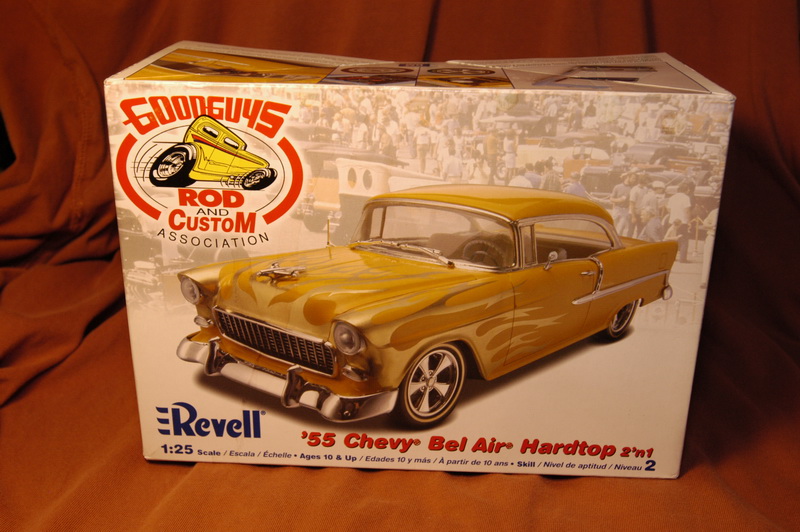 GOODGUYS
ROD
AND
CUSTOM
ASSOCIATION
Revell®
'55 Chevy® Bel Air® Hardtop 2'n1
1:25 Scale / Escala / Échelle • Ages 10 & Up / Edades 10 y más / À partir de 10 ans • Skill / Nivel de aptitud / Niveau 2